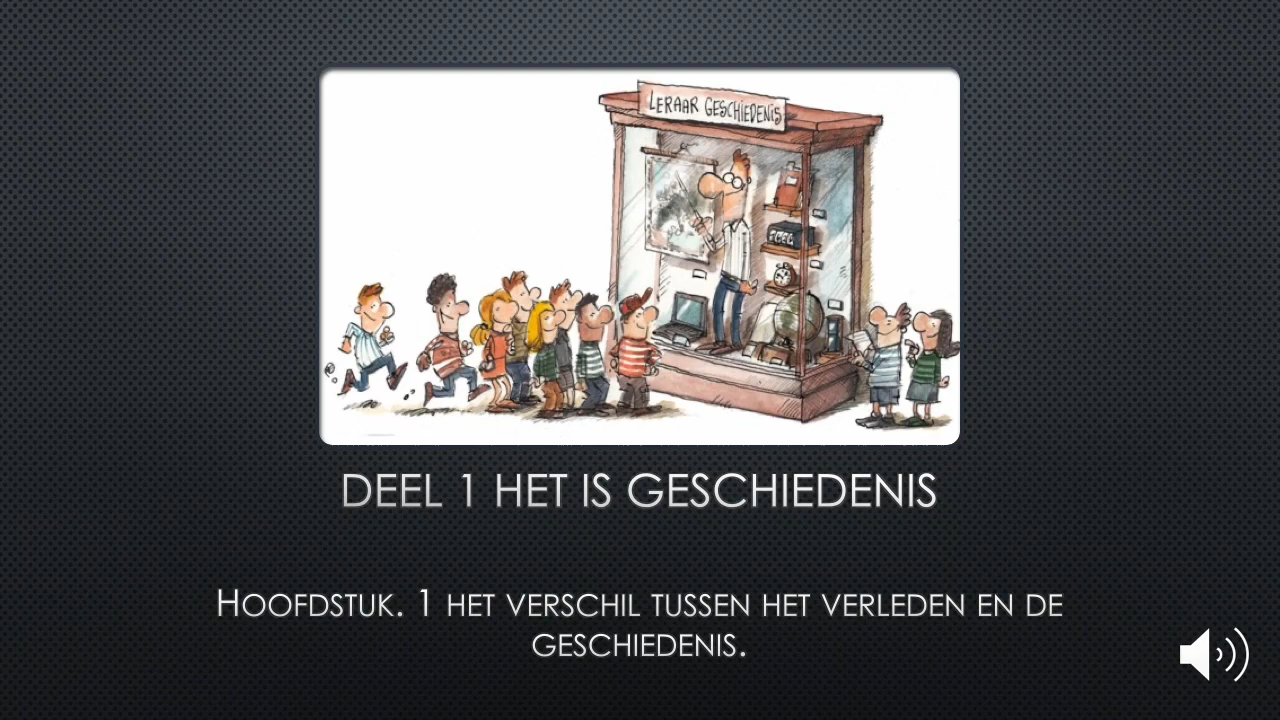 LERAAR GESCHIEDENIS
DEEL 1 HET IS GESCHIEDENIS
HOOFDSTUK. 1 HET VERSCHIL TUSSEN HET VERLEDEN EN DE
GESCHIEDENIS.